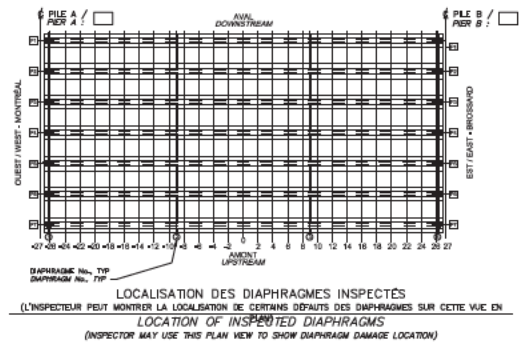 ℄ PILE A /
PIER A :
AVAL
DOWNSTREAM
℄ PILE B /
PIER B :
OUEST / WEST - MONTRÉAL
EST / EAST - BROSSARD
-27 -26 -24 -22 -20 -18 -16 -14 -12 -10 -8 -6 -4 -2 0 2 4 6 8 10 12 14 16 18 20 22 24 26 27
AMONT
UPSTREAM
DIAPHRAGME No., TYP
DIAPHRAGM No., TYP
LOCALISATION DES DIAPHRAGMES INSPECTÉS
(L'INSPECTEUR PEUT MONTRER LA LOCALISATION DE CERTAINS DÉFAUTS DES DIAPHRAGMES SUR CETTE VUE EN
PLAN)
LOCATION OF INSPECTED DIAPHRAGMS
(INSPECTOR MAY USE THIS PLAN VIEW TO SHOW DIAPHRAGM DAMAGE LOCATION)